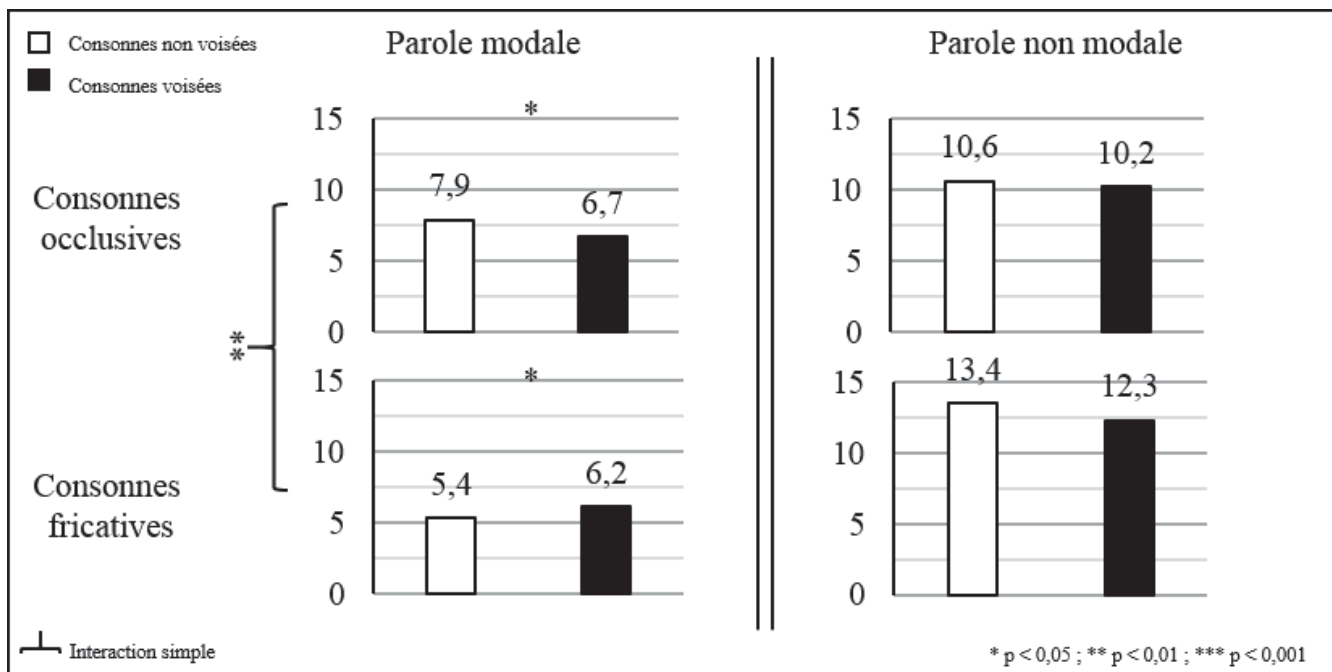 Consonnes non voisées
Consonnes voisées
Parole modale
Parole non modale
Consonnes
occlusives
*
15
10
5
0
7,9
6,7
15
10
5
0
10,6
10,2
**
Consonnes
fricatives
*
15
10
5
0
5,4
6,2
15
10
5
0
13,4
12,3
Interaction simple
* p < 0,05 ; ** p < 0,01 ; *** p < 0,001